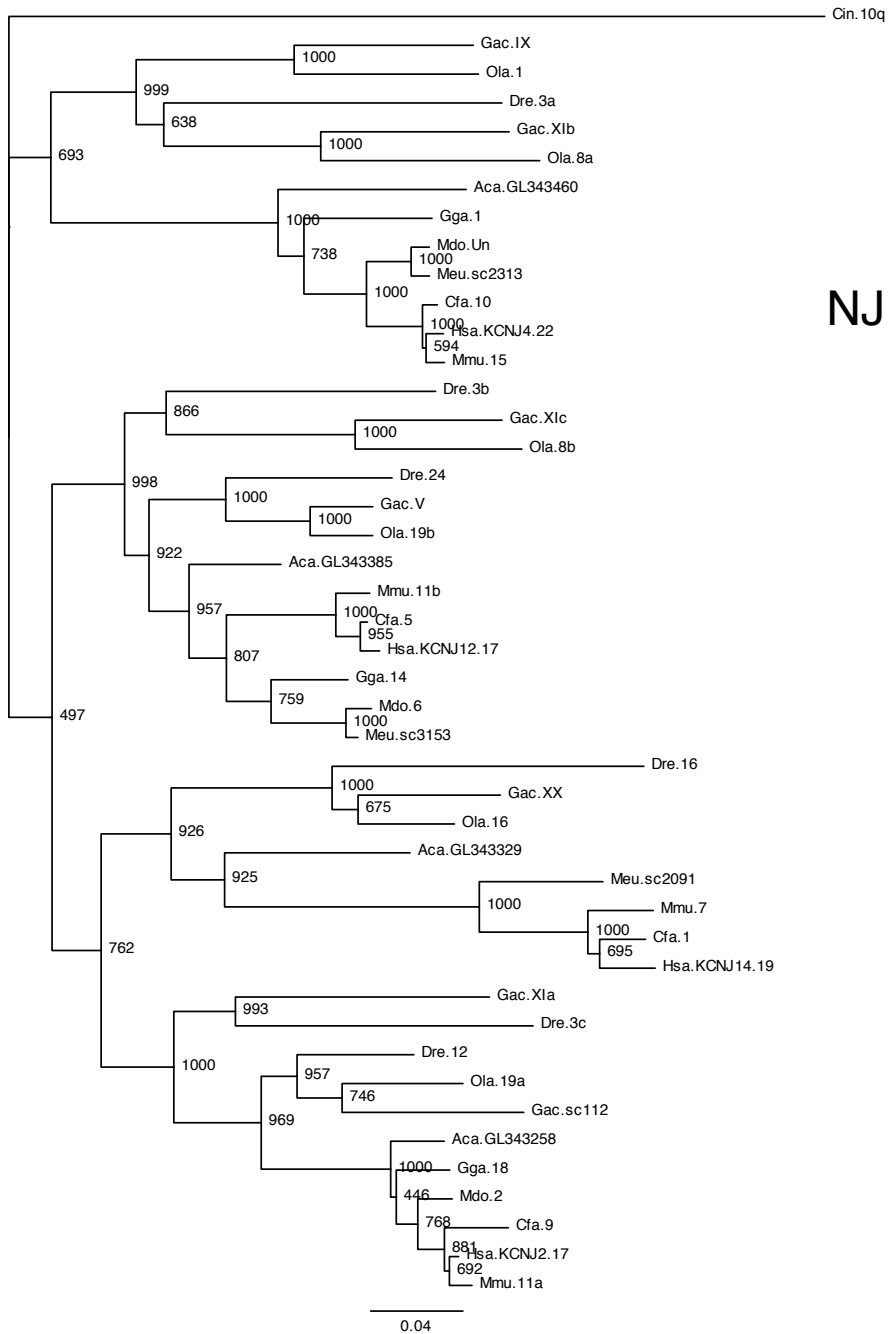 Cin.10q
Gac.IX
1000
Ola.1
999
Dre.3a
638
Gac.XIb
1000
Ola.8a
693
Aca.GL343460
1000
Gga.1
738
Mdo.Un
1000
Meu.sc2313
1000
Cfa.10
1000
Hsa.KCNJ4.22
594
Mmu.15
NJ
Dre.3b
866
Gac.XIc
1000
Ola.8b
998
Dre.24
1000
Gac.V
1000
Ola.19b
922
Aca.GL343385
957
Mmu.11b
1000
Cfa.5
955
Hsa.KCNJ12.17
807
Gga.14
759
Mdo.6
1000
Meu.sc3153
497
Dre.16
1000
Gac.XX
675
Ola.16
926
Aca.GL343329
925
Meu.sc2091
1000
Mmu.7
1000
Cfa.1
695
Hsa.KCNJ14.19
762
Gac.XIa
993
Dre.3c
1000
Dre.12
957
Ola.19a
746
Gac.sc112
969
Aca.GL343258
1000
Gga.18
446
Mdo.2
768
Cfa.9
881
Hsa.KCNJ2.17
692
Mmu.11a
0.04